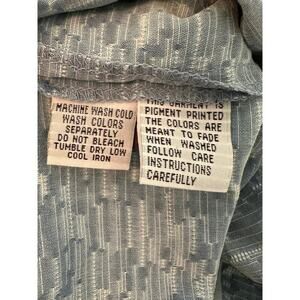 MACHINE WASH COLD
WASH COLORS
SEPARATELY
DO NOT BLEACH
TUMBLE DRY LOW
COOL IRON
THIS GARMENT IS
PIGMENT PRINTED
THE COLORS ARE
MEANT TO FADE
WHEN WASHED
FOLLOW CARE
INSTRUCTIONS
CAREFULLY